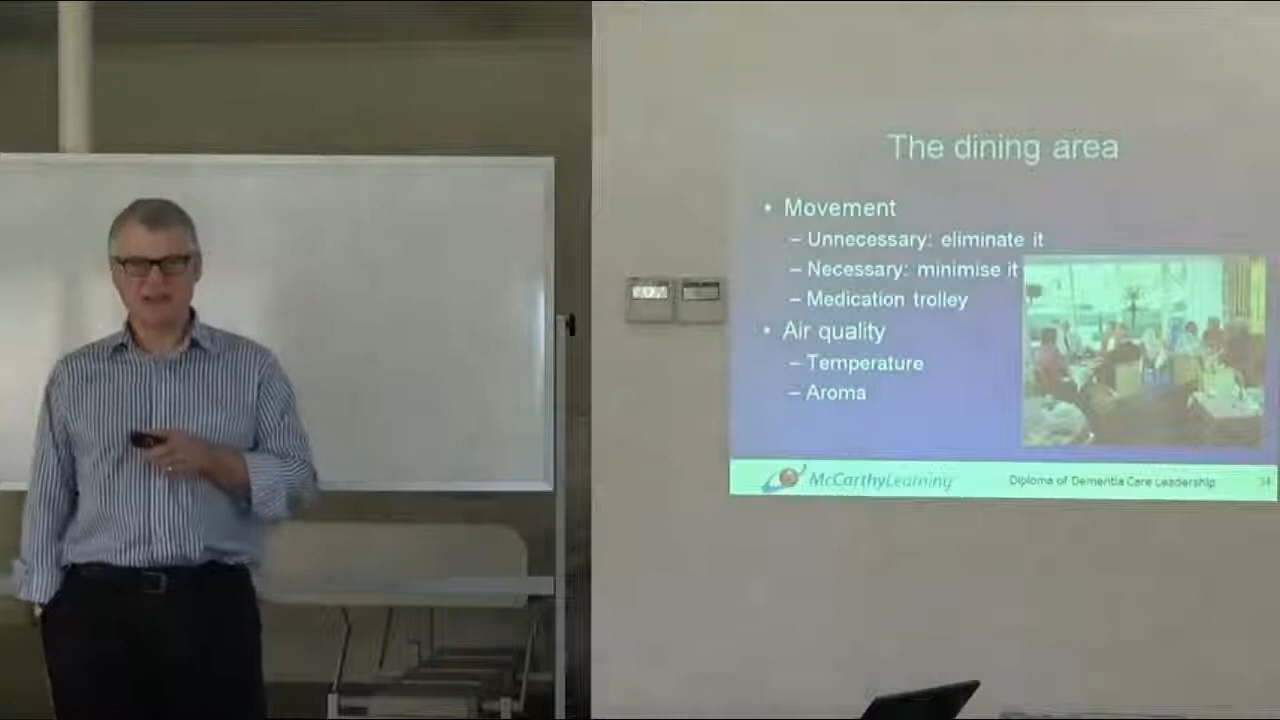 The dining area
• Movement
– Unnecessary: eliminate it
– Necessary: minimise it
– Medication trolley
• Air quality
– Temperature
– Aroma
McCarthyLearning
Diploma of Dementia Care Leadership
34